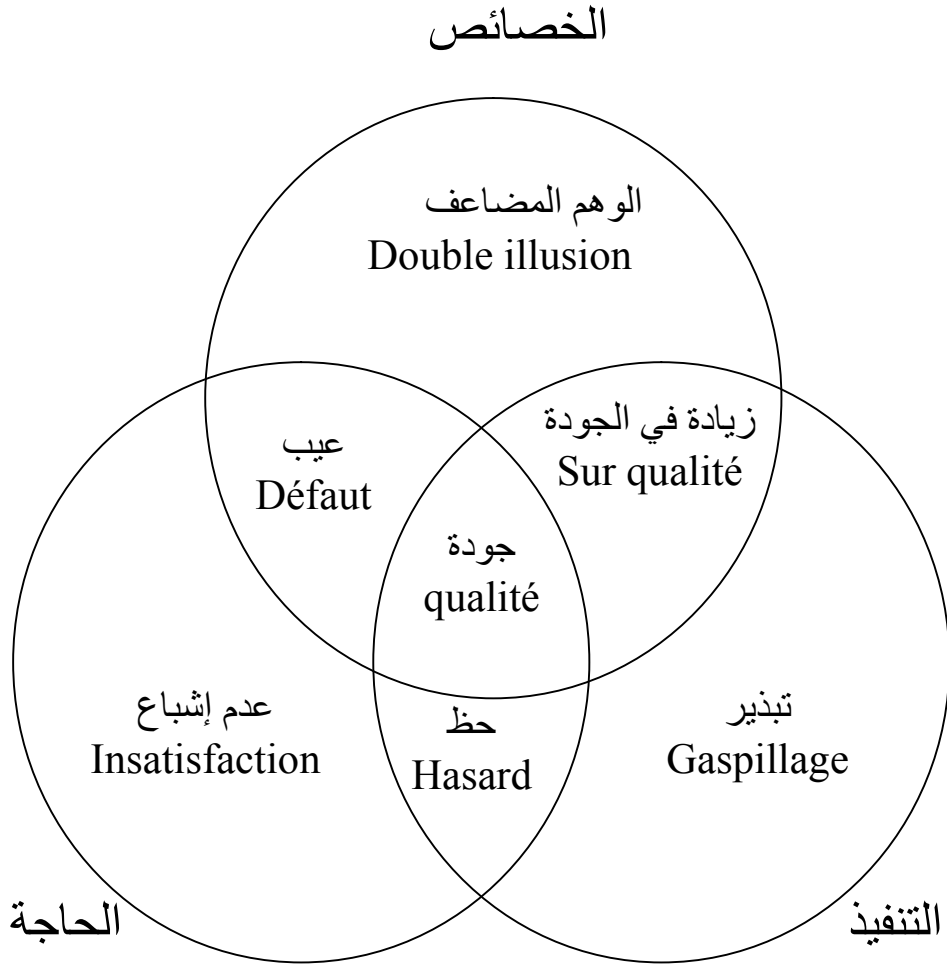 الخصائص
الوهم المضاعف
Double illusion
زيادة في الجودة
Sur qualité
عيب
Défaut
جودة
qualité
عدم إشباع
Insatisfaction
حظ
Hasard
تبذير
Gaspillage
الحاجة
التنفيذ